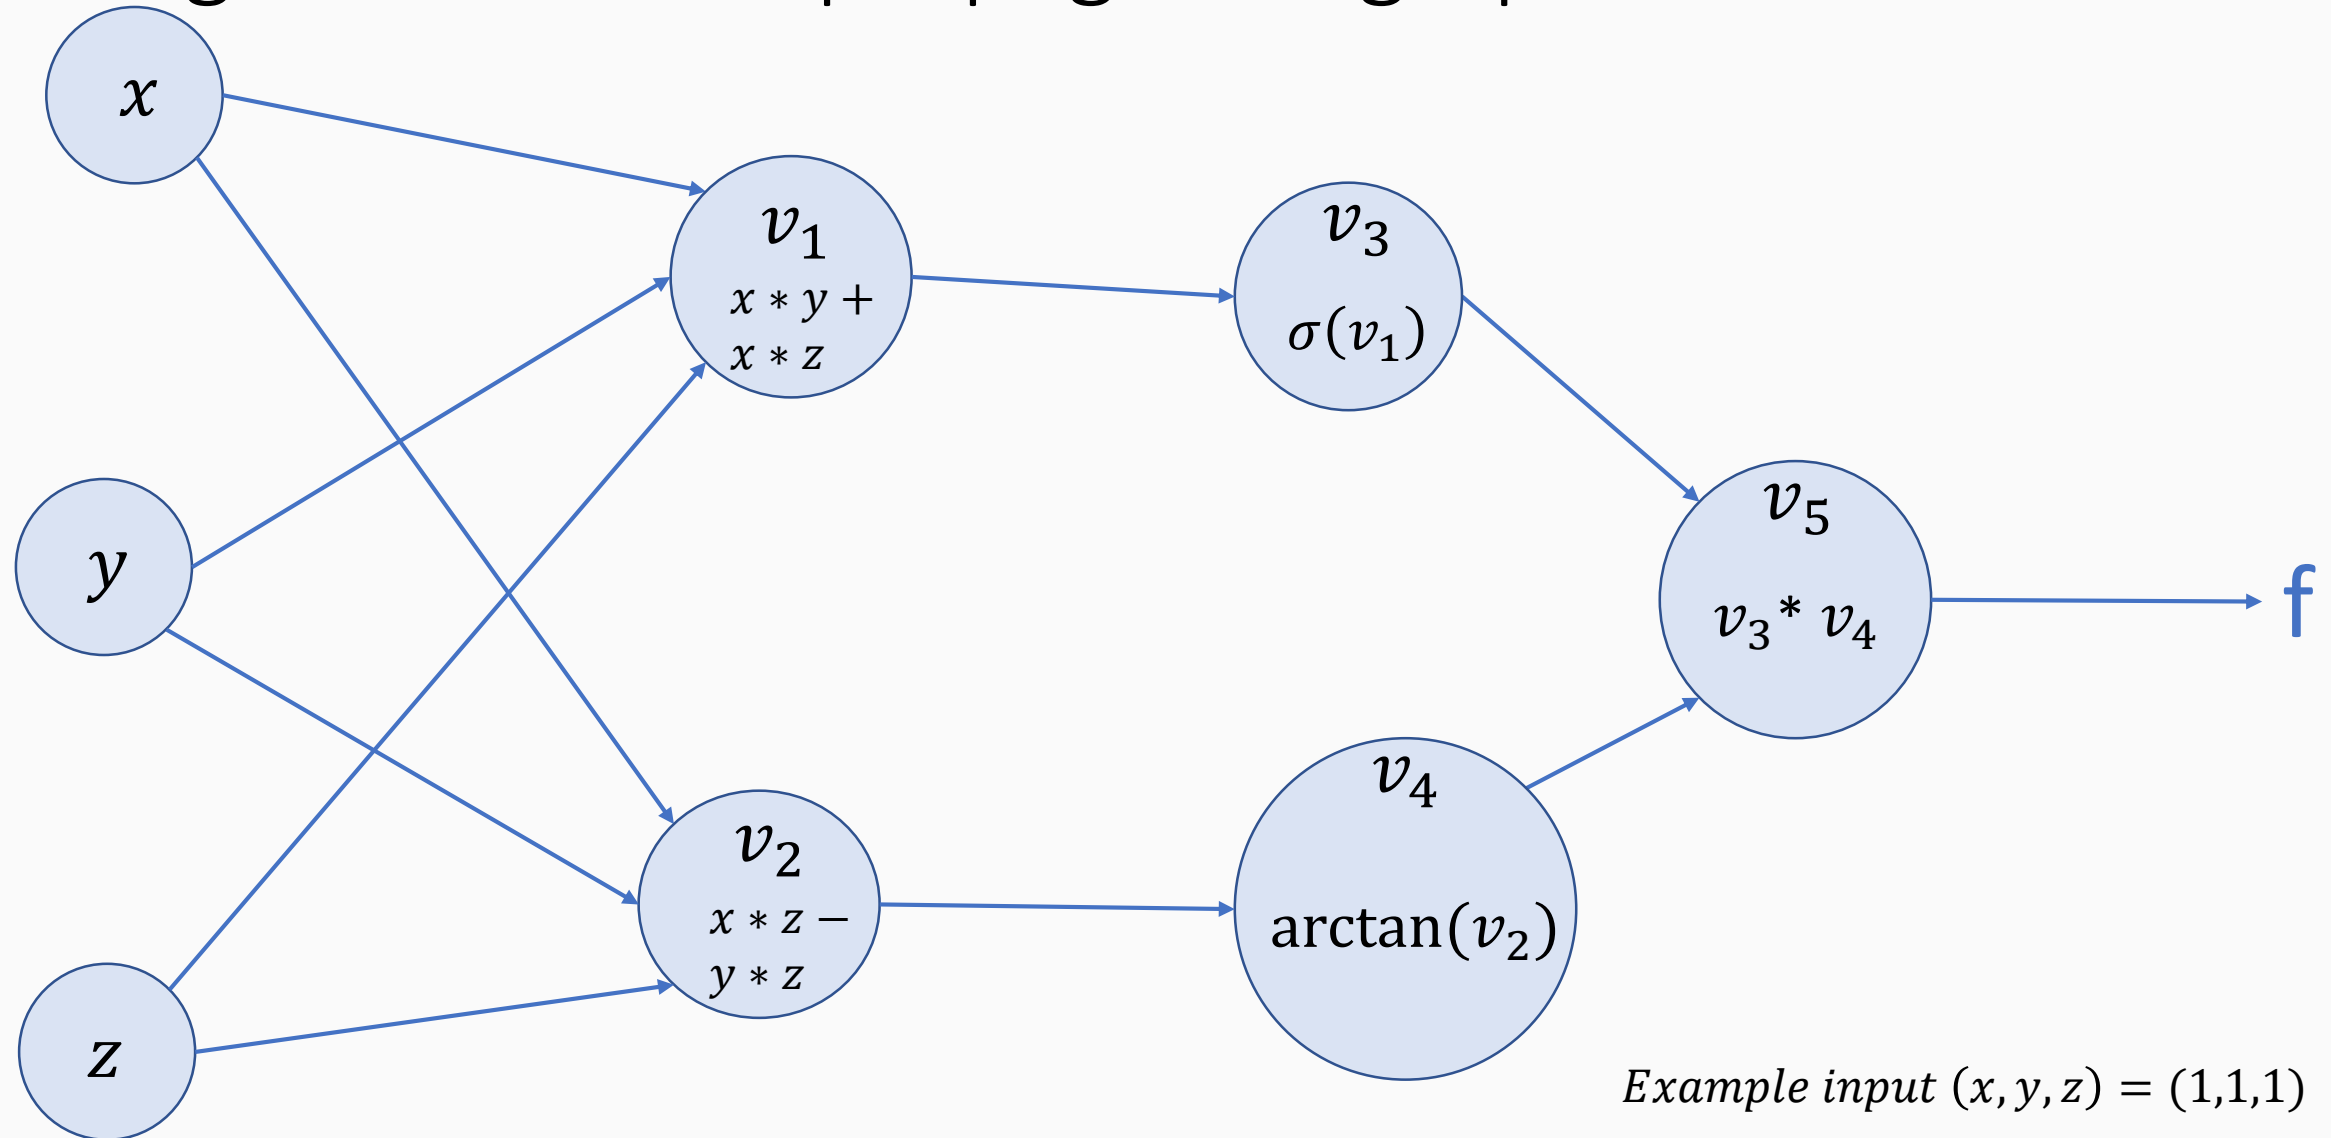 x
y
z
v₁
x * y +
x * z
v₂
x * z −
y * z
v₃
σ(v₁)
v₄
arctan(v₂)
v₅
v₃* v₄
f
Example input (x, y, z) = (1,1,1)